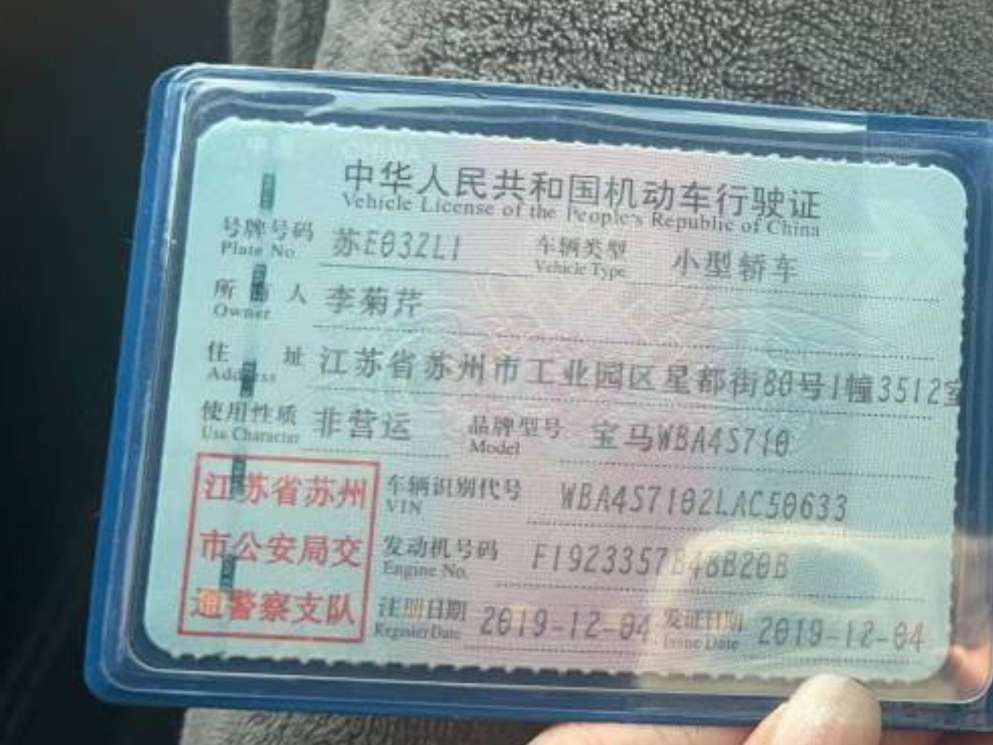 中华人民共和国机动车行驶证
Vehicle License of the People's Republic of China
号牌号码 苏E032L1 车辆类型 小型轿车
Plate No. Vehicle Type
所 人 李菊芹
Owner
住 址 江苏省苏州市工业园区星都街80号1幢3512室
Address
使用性质 非营运 品牌型号 宝马WBA4S710
Use Character Model
江苏省苏州 车辆识别代号 WBA4S7102LAC50633
VIN
市公安局交 发动机号码 F1923357B48B20B
Engine No.
通警察支队 注册日期 2019-12-04 发证日期 2019-12-04
Register Date Issue Date